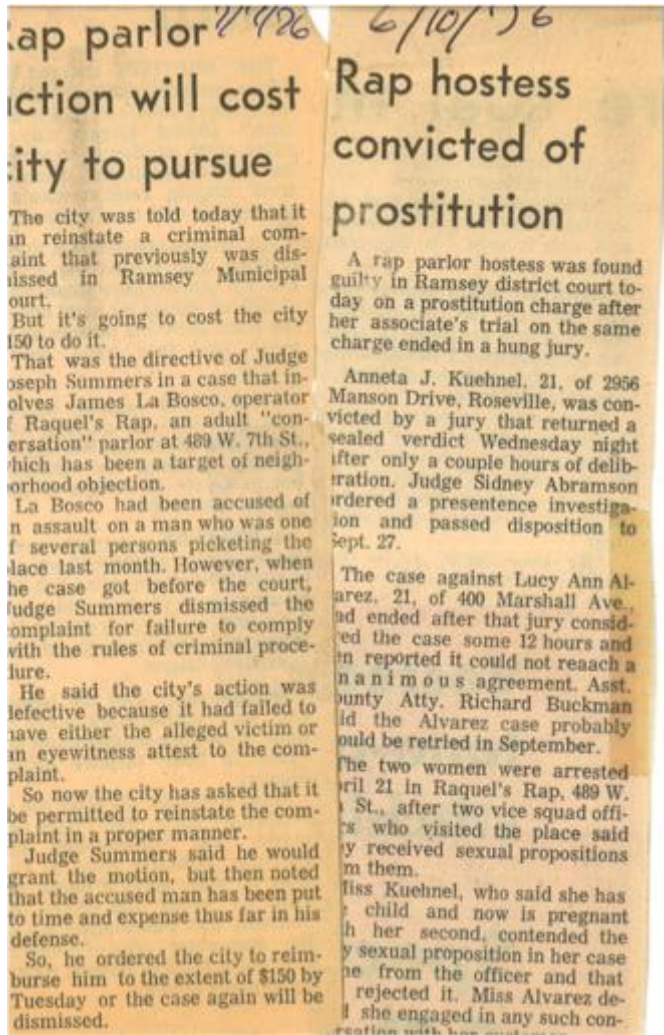 7/7/76
ap parlor
ction will cost
ity to pursue
The city was told today that it
an reinstate a criminal com-
aint that previously was dis-
issed in Ramsey Municipal
ourt.
But it's going to cost the city
150 to do it.
That was the directive of Judge
oseph Summers in a case that in-
olves James La Bosco, operator
f Raquel's Rap, an adult "con-
ersation" parlor at 489 W. 7th St.,
hich has been a target of neigh-
orhood objection.
La Bosco had been accused of
n assault on a man who was one
f several persons picketing the
lace last month. However, when
he case got before the court,
udge Summers dismissed the
omplaint for failure to comply
with the rules of criminal proce-
dure.
He said the city's action was
defective because it had failed to
have either the alleged victim or
an eyewitness attest to the com-
plaint.
So now the city has asked that it
be permitted to reinstate the com-
plaint in a proper manner.
Judge Summers said he would
grant the motion, but then noted
that the accused man has been put
to time and expense thus far in his
defense.
So, he ordered the city to reim-
burse him to the extent of $150 by
Tuesday or the case again will be
dismissed.
6/10/76
Rap hostess
convicted of
prostitution
A rap parlor hostess was found
guilty in Ramsey district court to-
day on a prostitution charge after
her associate's trial on the same
charge ended in a hung jury.
Anneta J. Kuehnel, 21, of 2956
Manson Drive, Roseville, was con-
victed by a jury that returned a
sealed verdict Wednesday night
after only a couple hours of delib-
eration. Judge Sidney Abramson
ordered a presentence investiga-
ion and passed disposition to
Sept. 27.
The case against Lucy Ann Al-
arez, 21, of 400 Marshall Ave.,
ad ended after that jury consid-
ed the case some 12 hours and
en reported it could not reaach a
nanimous agreement. Asst.
ounty Atty. Richard Buckman
id the Alvarez case probably
ould be retried in September.
The two women were arrested
ril 21 in Raquel's Rap, 489 W.
St., after two vice squad offi-
rs who visited the place said
ey received sexual propositions
m them.
Miss Kuehnel, who said she has
child and now is pregnant
h her second, contended the
y sexual proposition in her case
ne from the officer and that
rejected it. Miss Alvarez de-
she engaged in any such con-
rsation with her customers